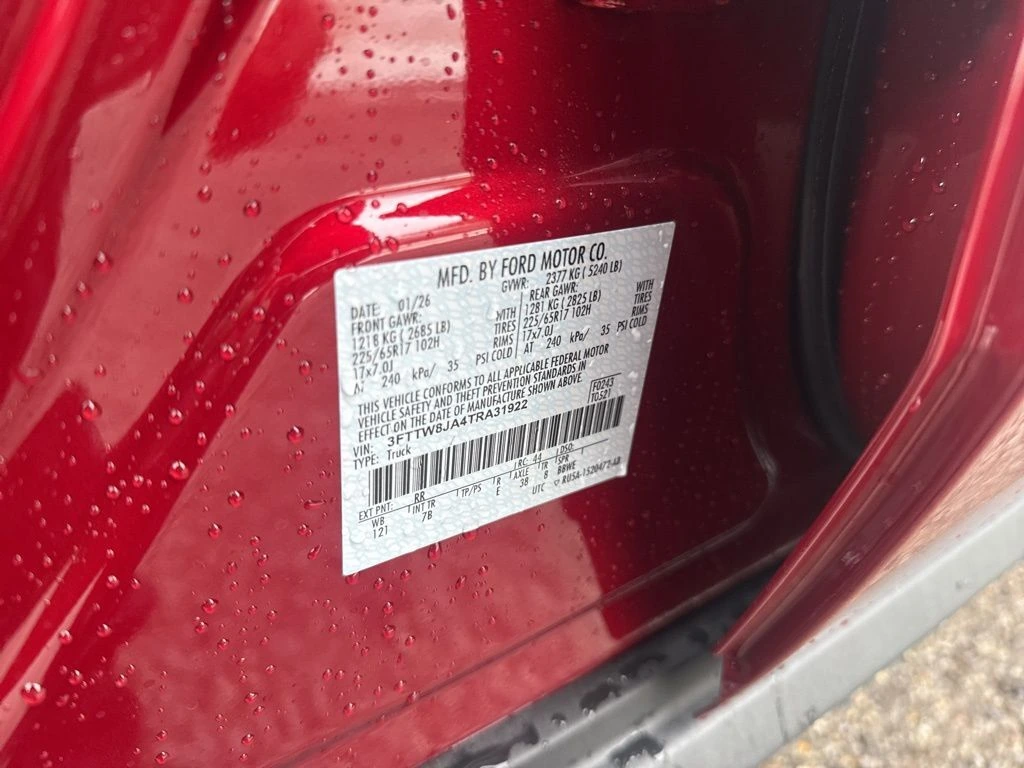 MFD. BY FORD MOTOR CO.
DATE: 01/26 GVWR: 2377 KG ( 5240 LB)
FRONT GAWR: REAR GAWR:
1218 KG ( 2685 LB) WITH 1281 KG ( 2825 LB) WITH
225/65R17 102H TIRES 225/65R17 102H TIRES
17x7.0J RIMS 17x7.0J RIMS
AT 240 kPa/ 35 PSI COLD AT 240 kPa/ 35 PSI COLD
THIS VEHICLE CONFORMS TO ALL APPLICABLE FEDERAL MOTOR
VEHICLE SAFETY AND THEFT PREVENTION STANDARDS IN
EFFECT ON THE DATE OF MANUFACTURE SHOWN ABOVE.
VIN: 3FTTW8JA4TRA31922 F0243
TYPE: Truck T0521
EXT PNT: RR RC: 44 DSO:
WB INT TR TP/PS R AXLE TR SPR
121 7B E 38 8 BBWE
UTC RU5A-1520472-AB